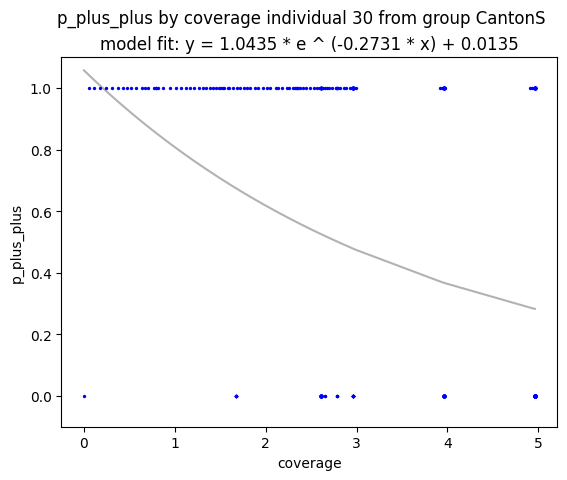 p_plus_plus by coverage individual 30 from group CantonS
model fit: y = 1.0435 * e ^ (-0.2731 * x) + 0.0135
1.0
0.8
0.6
0.4
0.2
0.0
p_plus_plus
0 1 2 3 4 5
coverage